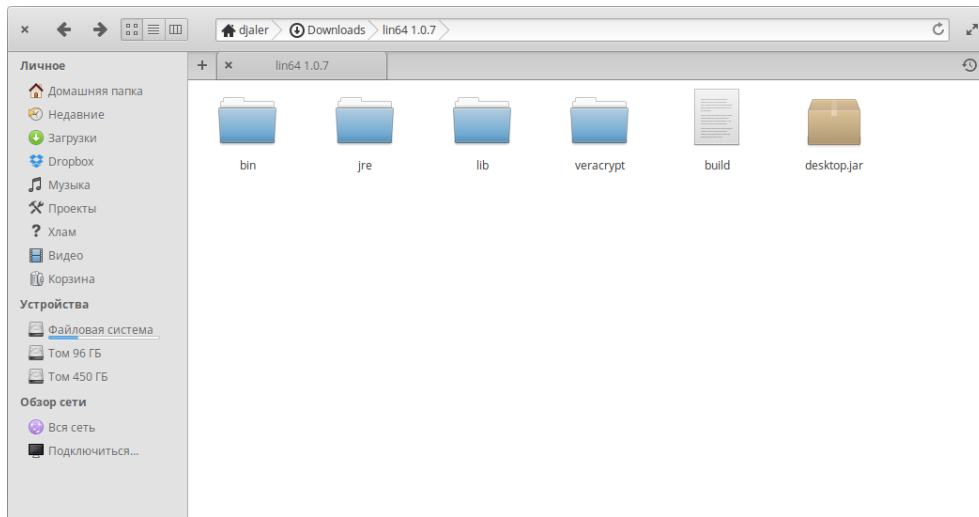 djaler Downloads lin64 1.0.7
lin64 1.0.7
Личное
Домашняя папка
Недавние
Загрузки
Dropbox
Музыка
Проекты
Хлам
Видео
Корзина
Устройства
Файловая система
Том 96 ГБ
Том 450 ГБ
Обзор сети
Вся сеть
Подключиться...
bin jre lib veracrypt build desktop.jar